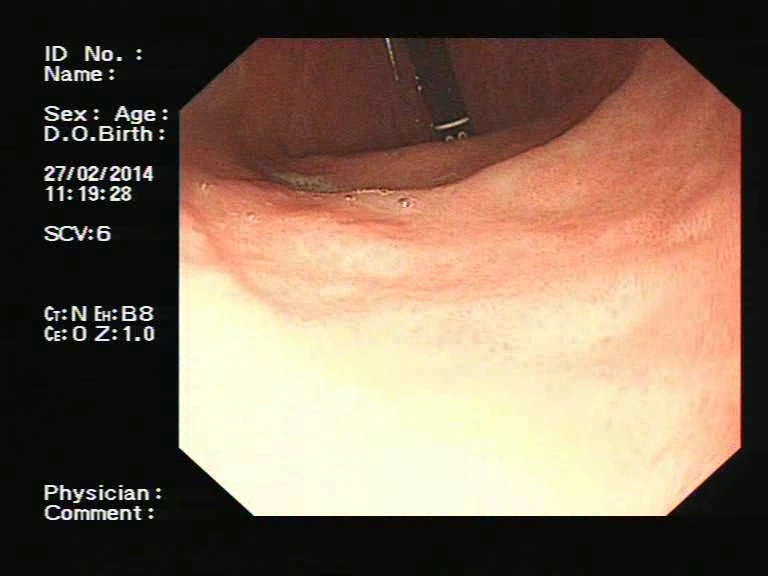 ID No. :
Name:
Sex: Age:
D.O.Birth:
27/02/2014
11:19:28
SCV:6
CT:N EH:B8
CE:0 Z:1.0
Physician:
Comment: